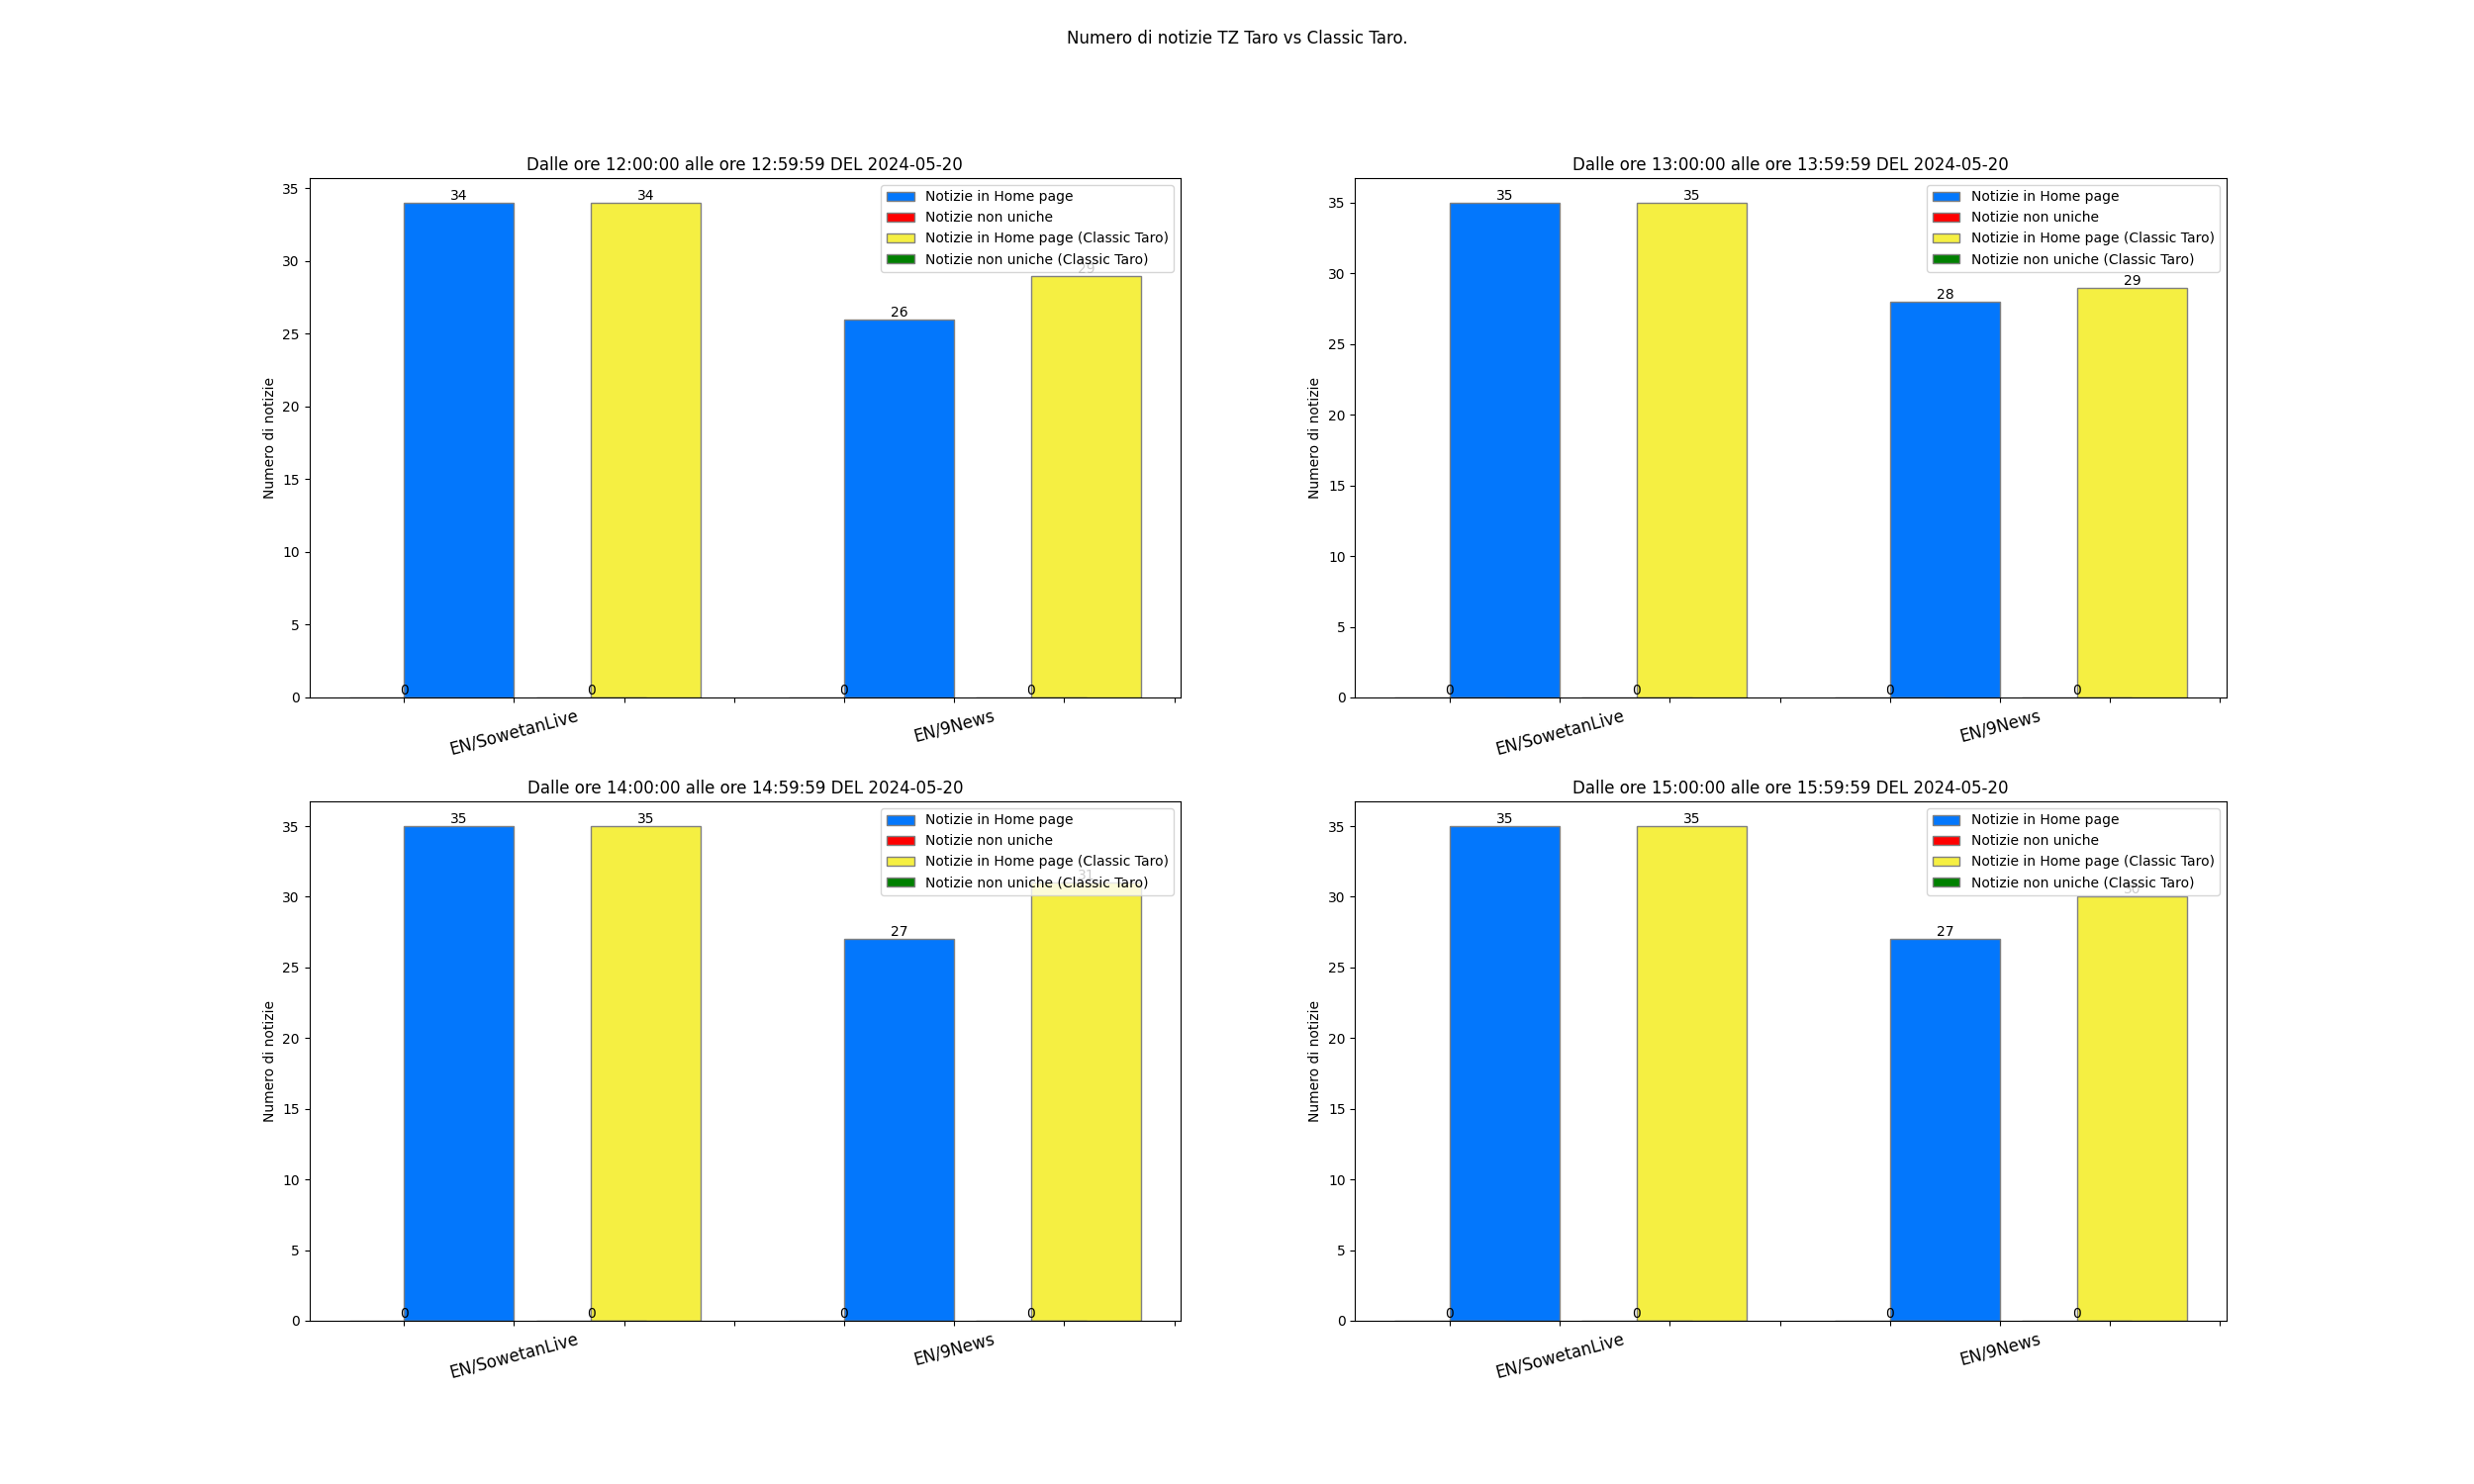 Numero di notizie TZ Taro vs Classic Taro.
Dalle ore 12:00:00 alle ore 12:59:59 DEL 2024-05-20
Numero di notizie
35
30
25
20
15
10
5
0
34
34
26
29
0
0
0
0
Notizie in Home page
Notizie non uniche
Notizie in Home page (Classic Taro)
Notizie non uniche (Classic Taro)
EN/SowetanLive
EN/9News
Dalle ore 13:00:00 alle ore 13:59:59 DEL 2024-05-20
Numero di notizie
35
30
25
20
15
10
5
0
35
35
28
29
0
0
0
0
Notizie in Home page
Notizie non uniche
Notizie in Home page (Classic Taro)
Notizie non uniche (Classic Taro)
EN/SowetanLive
EN/9News
Dalle ore 14:00:00 alle ore 14:59:59 DEL 2024-05-20
Numero di notizie
35
30
25
20
15
10
5
0
35
35
27
31
0
0
0
0
Notizie in Home page
Notizie non uniche
Notizie in Home page (Classic Taro)
Notizie non uniche (Classic Taro)
EN/SowetanLive
EN/9News
Dalle ore 15:00:00 alle ore 15:59:59 DEL 2024-05-20
Numero di notizie
35
30
25
20
15
10
5
0
35
35
27
30
0
0
0
0
Notizie in Home page
Notizie non uniche
Notizie in Home page (Classic Taro)
Notizie non uniche (Classic Taro)
EN/SowetanLive
EN/9News